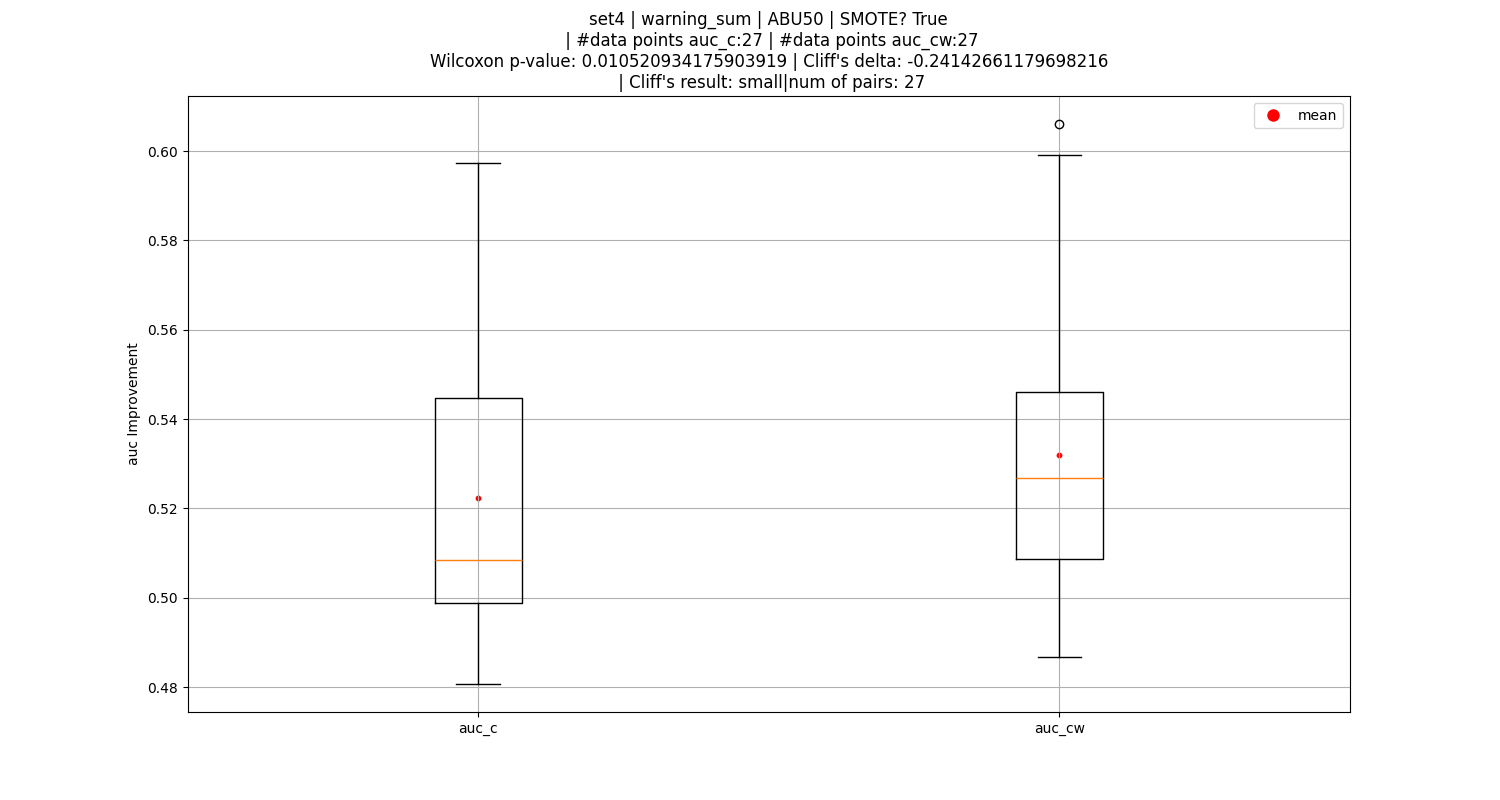 set4 | warning_sum | ABU50 | SMOTE? True
| #data points auc_c:27 | #data points auc_cw:27
Wilcoxon p-value: 0.010520934175903919 | Cliff's delta: -0.24142661179698216
| Cliff's result: small|num of pairs: 27
mean
0.60
0.58
0.56
0.54
0.52
0.50
0.48
auc Improvement
auc_c
auc_cw